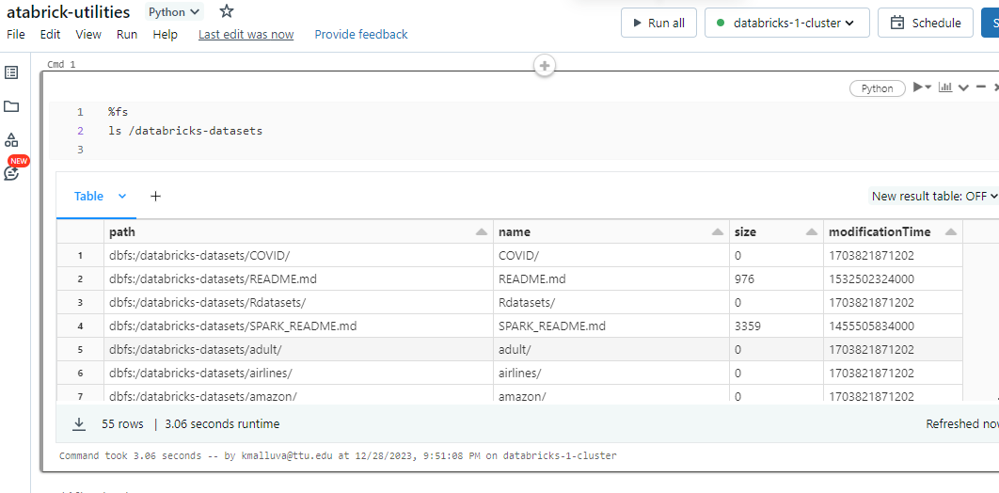 atabrick-utilities Python
File Edit View Run Help Last edit was now Provide feedback
Run all databricks-1-cluster Schedule
Cmd 1
NEW
Python
1 %fs
2 ls /databricks-datasets
3
Table + New result table: OFF
path name size modificationTime
1 dbfs:/databricks-datasets/COVID/ COVID/ 0 1703821871202
2 dbfs:/databricks-datasets/README.md README.md 976 1532502324000
3 dbfs:/databricks-datasets/Rdatasets/ Rdatasets/ 0 1703821871202
4 dbfs:/databricks-datasets/SPARK_README.md SPARK_README.md 3359 1455505834000
5 dbfs:/databricks-datasets/adult/ adult/ 0 1703821871202
6 dbfs:/databricks-datasets/airlines/ airlines/ 0 1703821871202
7 dbfs:/databricks-datasets/amazon/ amazon/ 0 1703821871202
55 rows | 3.06 seconds runtime Refreshed no
Command took 3.06 seconds -- by kmalluva@ttu.edu at 12/28/2023, 9:51:08 PM on databricks-1-cluster